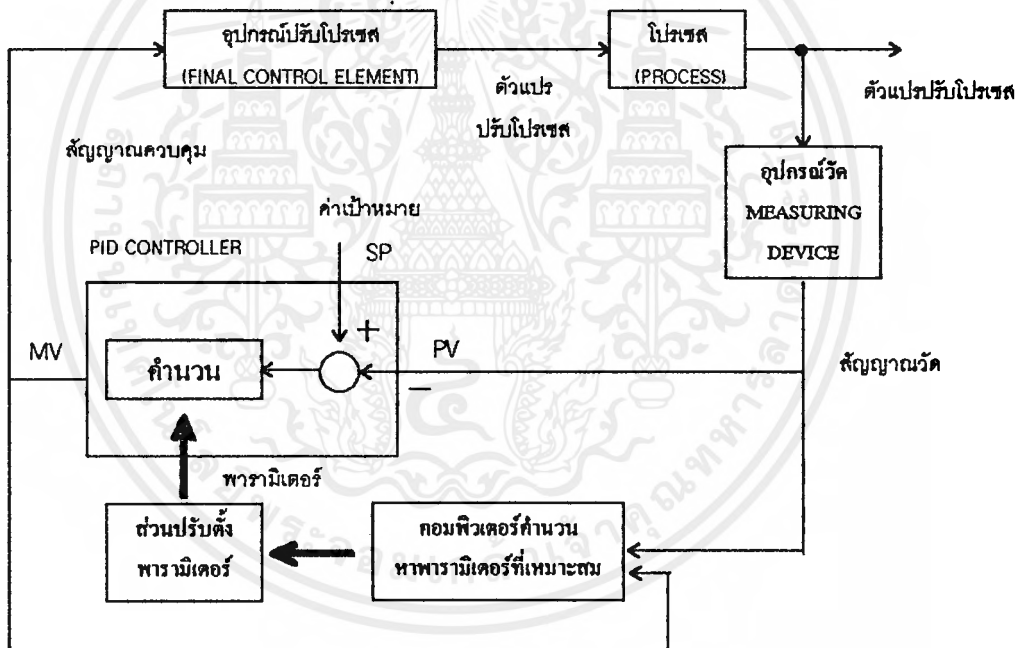 อุปกรณ์ปรับโปรเซส
(FINAL CONTROL ELEMENT)
โปรเซส
(PROCESS)
ตัวแปร
ปรับโปรเซส
ตัวแปรปรับโปรเซส
สัญญาณควบคุม
อุปกรณ์วัด
MEASURING
DEVICE
ค่าเป้าหมาย
PID CONTROLLER
SP
+
MV
คำนวน
PV
−
สัญญาณวัด
พารามิเตอร์
ส่วนปรับตั้ง
พารามิเตอร์
คอมพิวเตอร์คำนวน
หาพารามิเตอร์ที่เหมาะสม